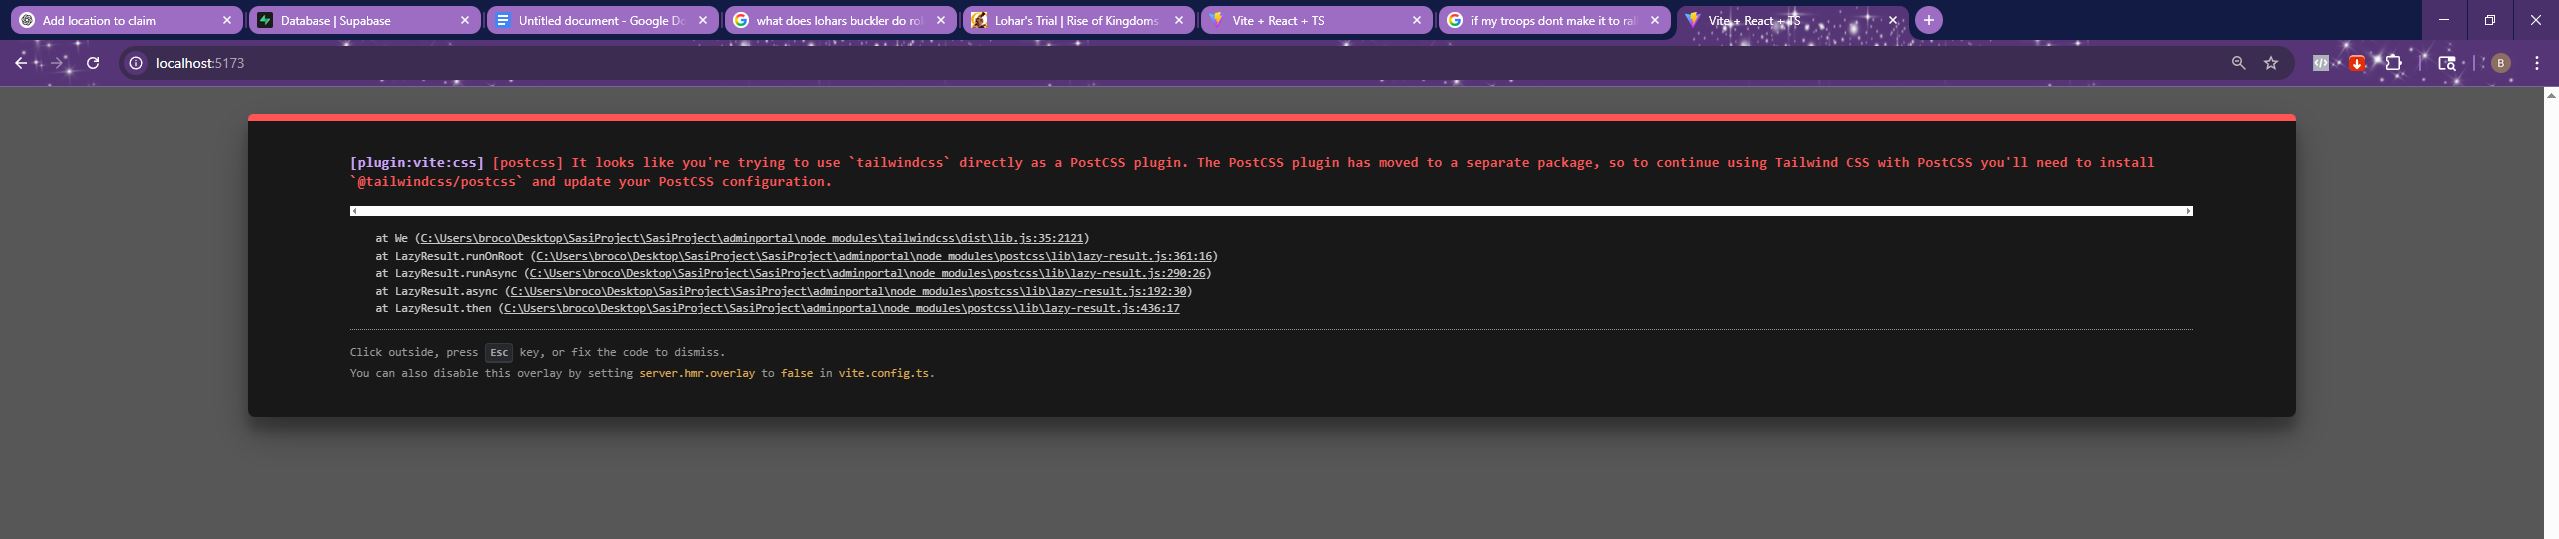 Add location to claim
Database | Supabase
Untitled document - Google Do
what does lohars buckler do ro
Lohar's Trial | Rise of Kingdoms
Vite + React + TS
if my troops dont make it to ral
Vite + React + TS
localhost:5173
B
[plugin:vite:css] [postcss] It looks like you're trying to use `tailwindcss` directly as a PostCSS plugin. The PostCSS plugin has moved to a separate package, so to continue using Tailwind CSS with PostCSS you'll need to install
`@tailwindcss/postcss` and update your PostCSS configuration.
at We (C:\Users\broco\Desktop\SasiProject\SasiProject\adminportal\node_modules\tailwindcss\dist\lib.js:35:2121)
at LazyResult.runOnRoot (C:\Users\broco\Desktop\SasiProject\SasiProject\adminportal\node_modules\postcss\lib\lazy-result.js:361:16)
at LazyResult.runAsync (C:\Users\broco\Desktop\SasiProject\SasiProject\adminportal\node_modules\postcss\lib\lazy-result.js:290:26)
at LazyResult.async (C:\Users\broco\Desktop\SasiProject\SasiProject\adminportal\node_modules\postcss\lib\lazy-result.js:192:30)
at LazyResult.then (C:\Users\broco\Desktop\SasiProject\SasiProject\adminportal\node_modules\postcss\lib\lazy-result.js:436:17
Click outside, press Esc key, or fix the code to dismiss.
You can also disable this overlay by setting server.hmr.overlay to false in vite.config.ts.